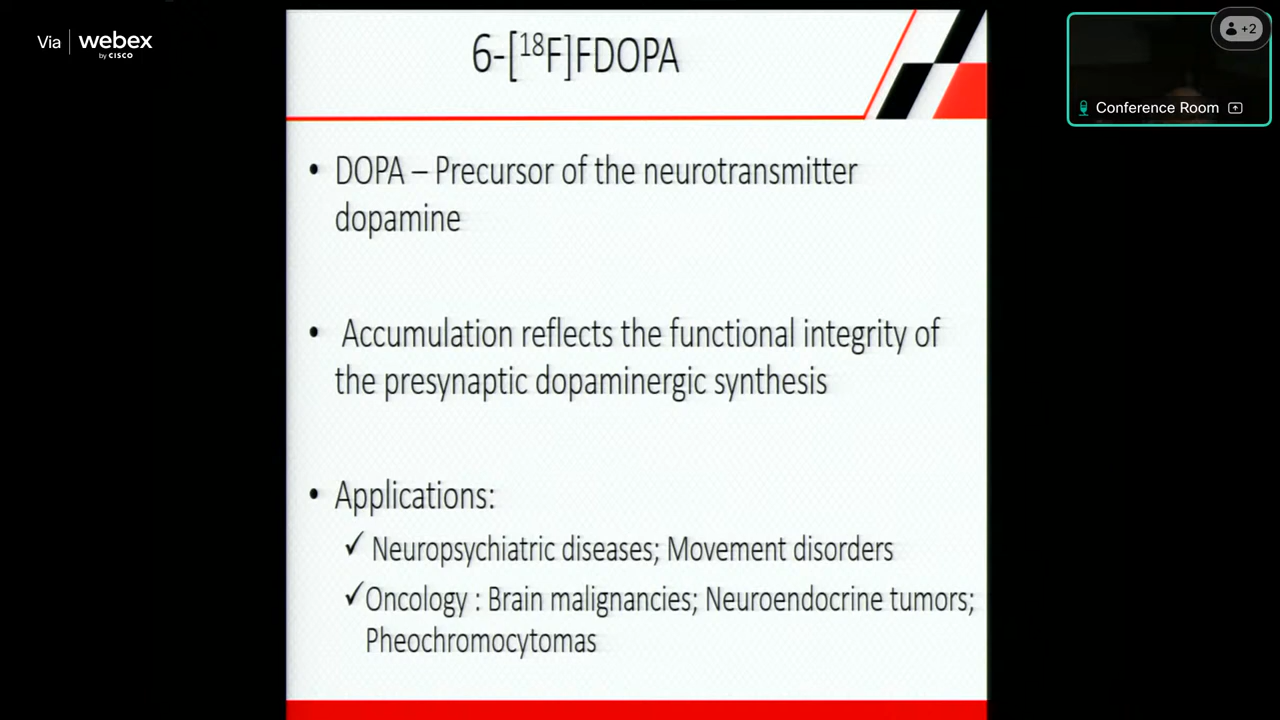 Via webex
by CISCO
+2
Conference Room
6-[¹⁸F]FDOPA
• DOPA – Precursor of the neurotransmitter
dopamine
• Accumulation reflects the functional integrity of
the presynaptic dopaminergic synthesis
• Applications:
✓ Neuropsychiatric diseases; Movement disorders
✓Oncology : Brain malignancies; Neuroendocrine tumors;
Pheochromocytomas